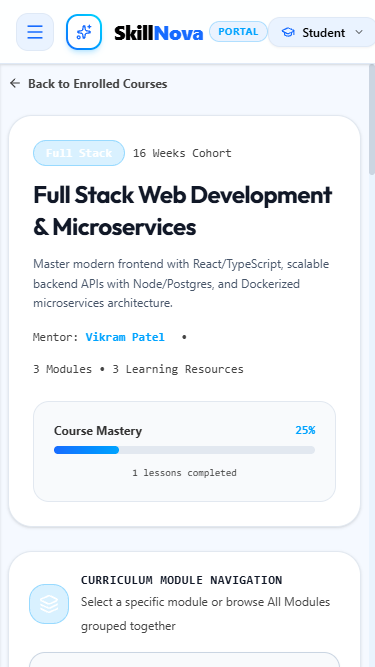 SkillNova PORTAL Student
Back to Enrolled Courses
Full Stack 16 Weeks Cohort
Full Stack Web Development
& Microservices
Master modern frontend with React/TypeScript, scalable
backend APIs with Node/Postgres, and Dockerized
microservices architecture.
Mentor: Vikram Patel •
3 Modules • 3 Learning Resources
Course Mastery 25%
1 lessons completed
CURRICULUM MODULE NAVIGATION
Select a specific module or browse All Modules
grouped together